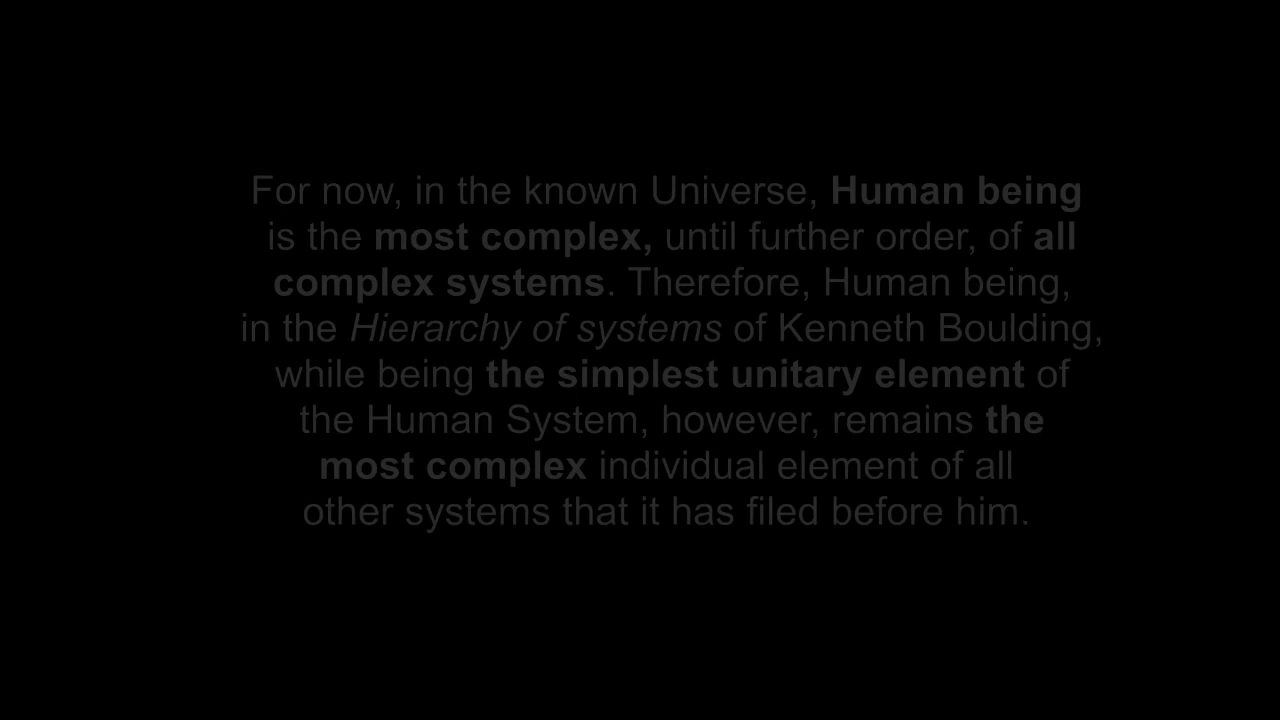 For now, in the known Universe, Human being
is the most complex, until further order, of all
complex systems. Therefore, Human being,
in the Hierarchy of systems of Kenneth Boulding,
while being the simplest unitary element of
the Human System, however, remains the
most complex individual element of all
other systems that it has filed before him.